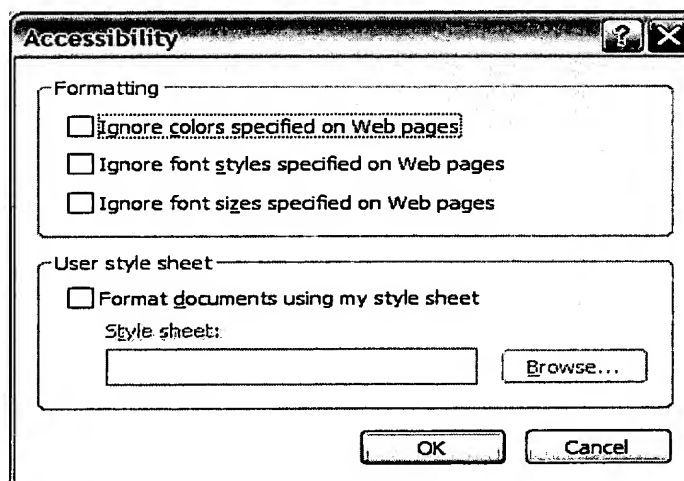 Accessibility
?
Formatting
Ignore colors specified on Web pages
Ignore font styles specified on Web pages
Ignore font sizes specified on Web pages
User style sheet
Format documents using my style sheet
Style sheet:
Browse...
OK Cancel